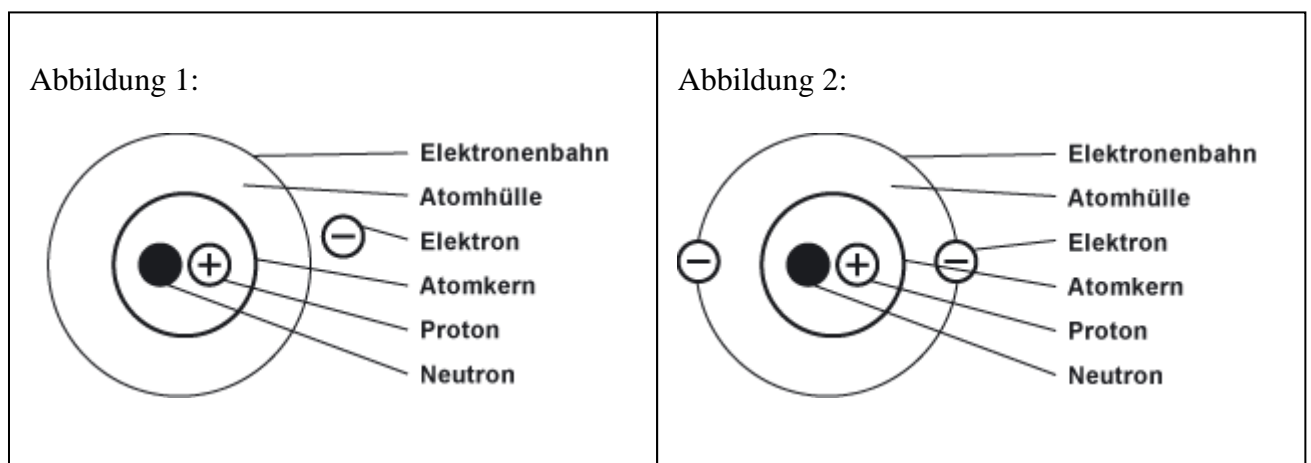 Abbildung 1:
Elektronenbahn
Atomhülle
Elektron
Atomkern
Proton
Neutron
Abbildung 2:
Elektronenbahn
Atomhülle
Elektron
Atomkern
Proton
Neutron